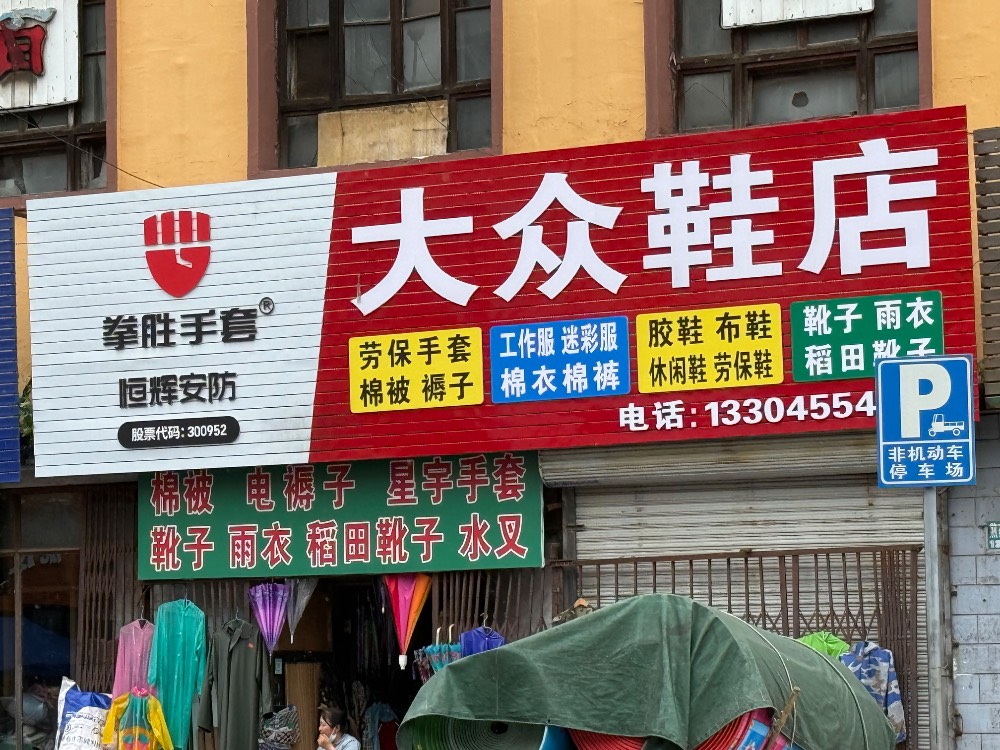 拳胜手套®
恒辉安防
股票代码:300952
大众鞋店
劳保手套
棉被 褥子
工作服 迷彩服
棉衣棉裤
胶鞋 布鞋
休闲鞋 劳保鞋
靴子 雨衣
稻田靴子
电话:13304554
P
非机动车
停车场
棉被 电褥子 星宇手套
靴子 雨衣 稻田靴子 水叉